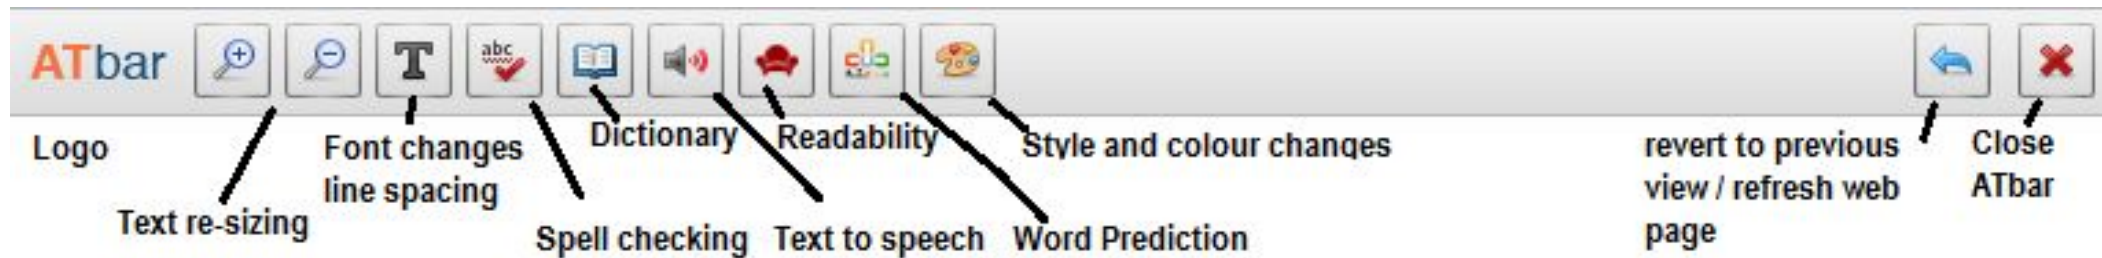 ATbar
T
abc
Logo
Text re-sizing
Font changes
line spacing
Spell checking
Dictionary
Text to speech
Readability
Word Prediction
Style and colour changes
revert to previous
view / refresh web
page
Close
ATbar